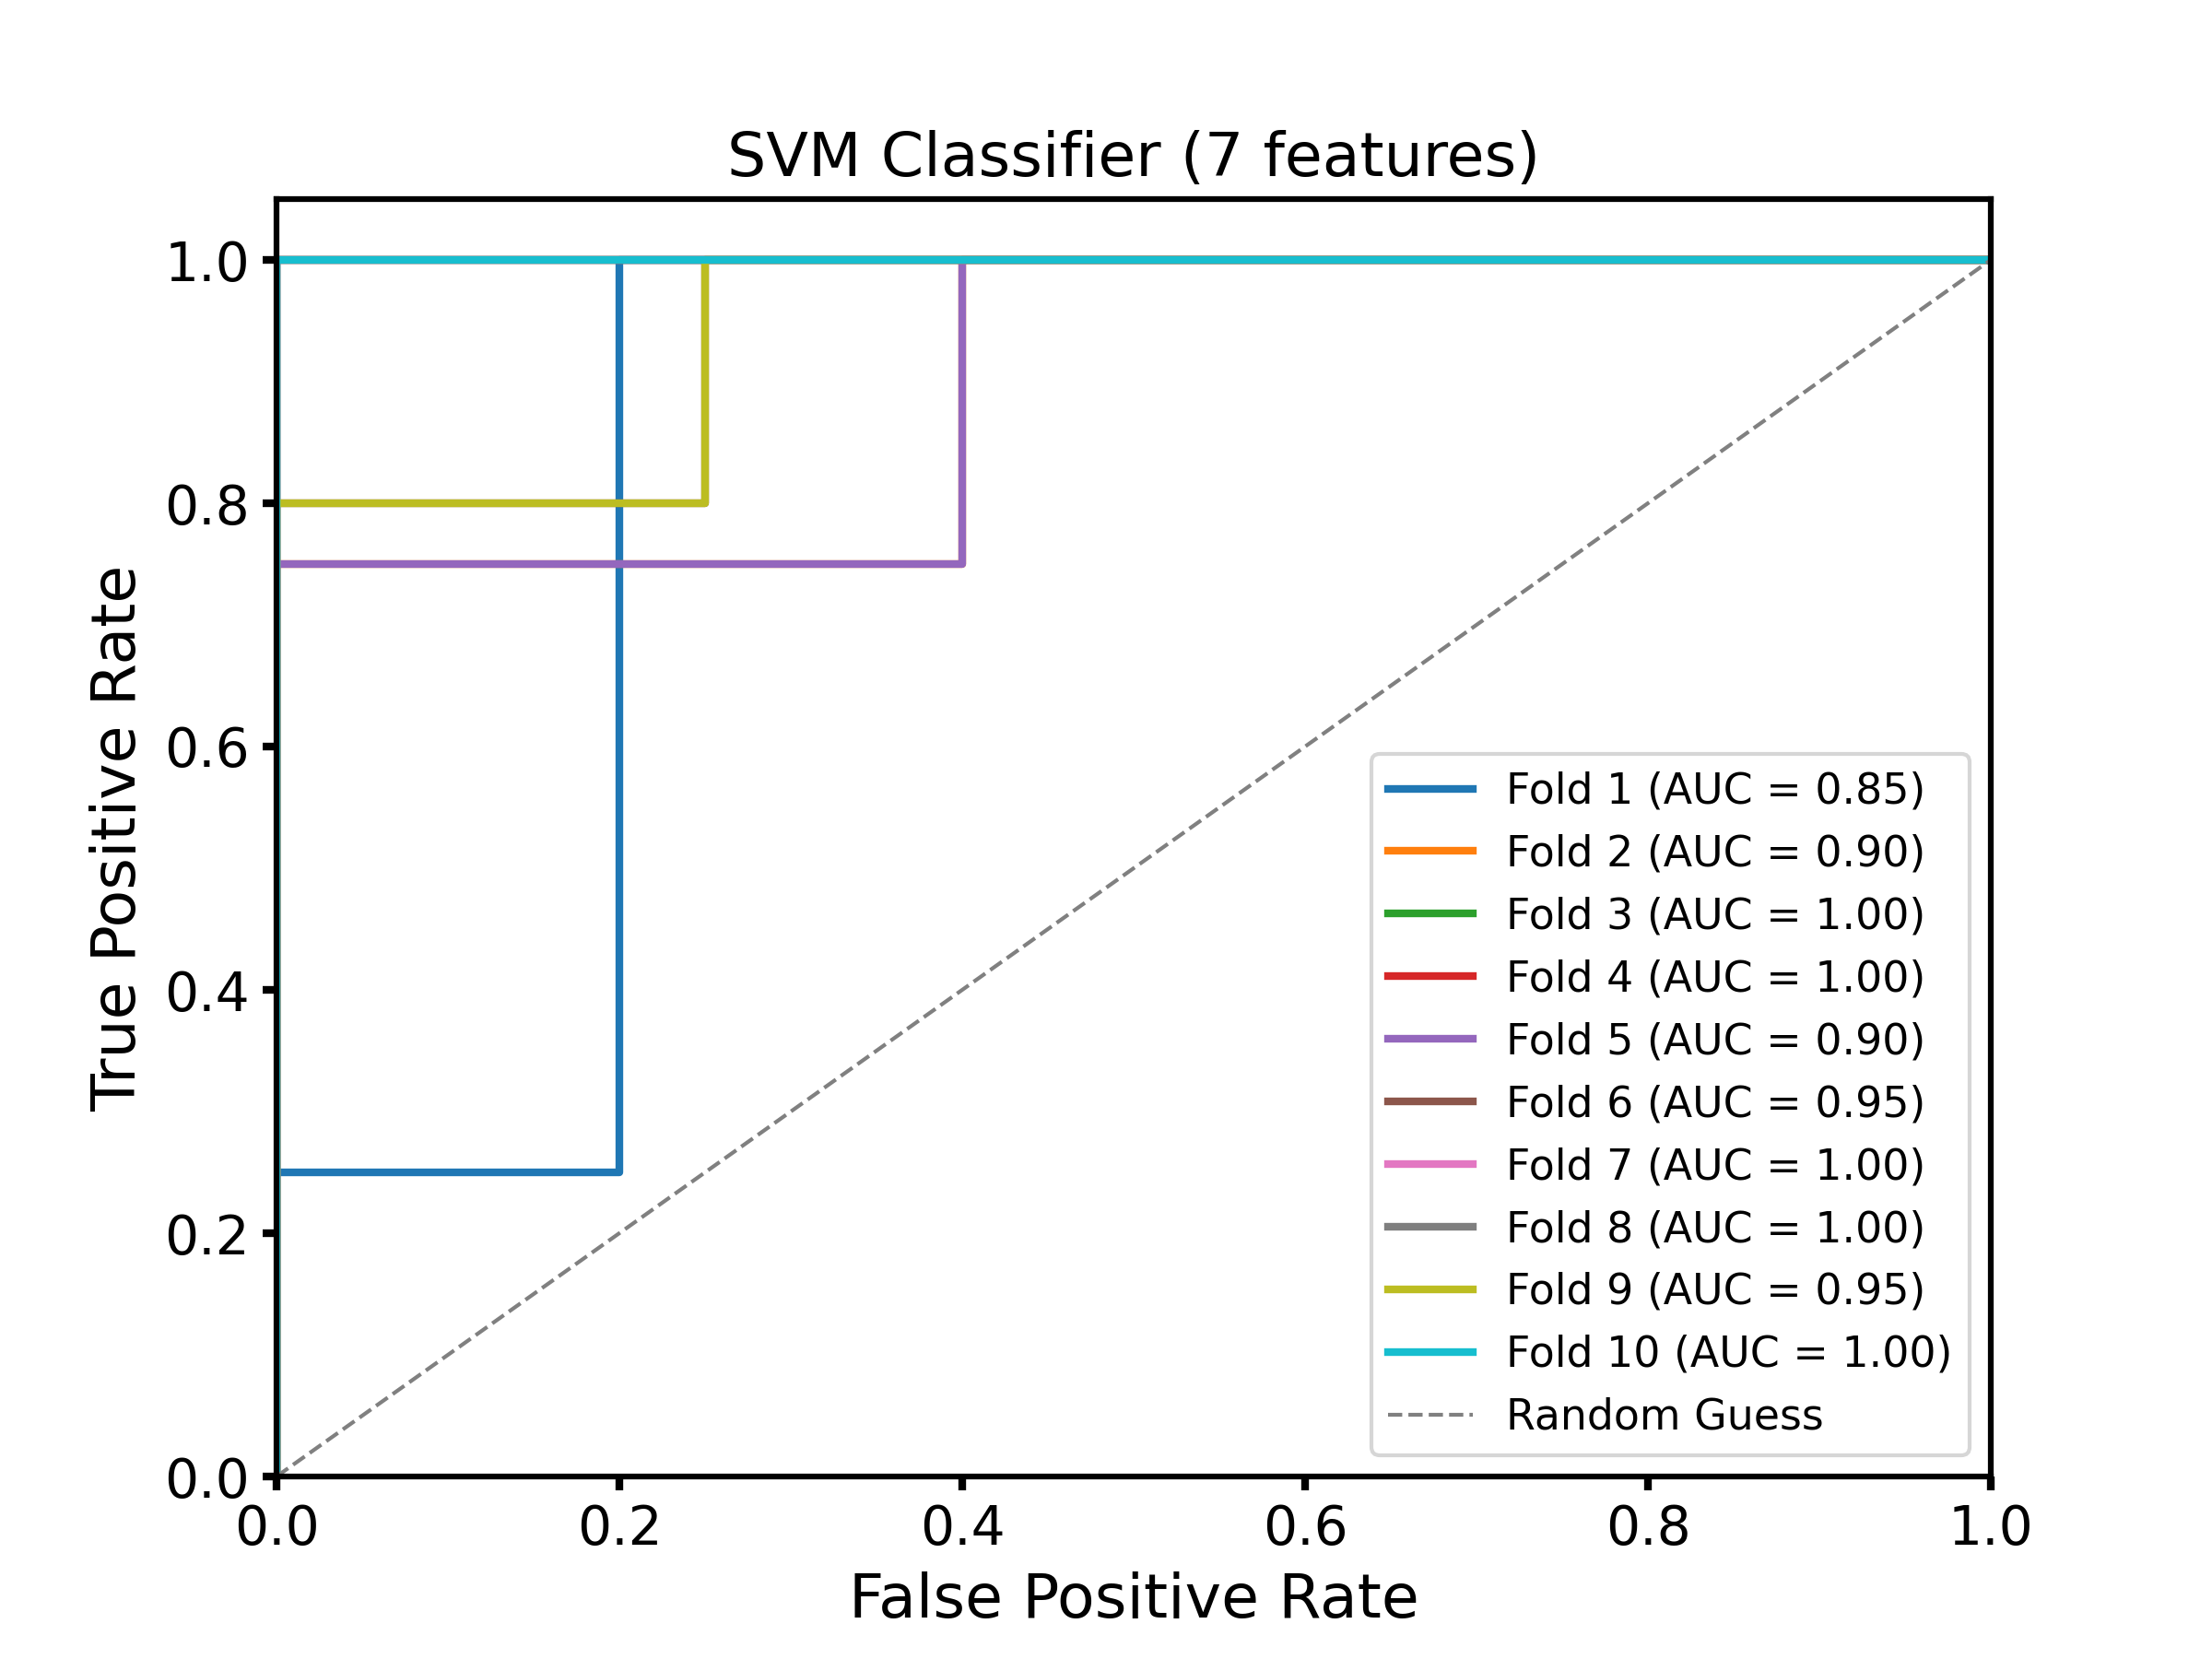 SVM Classifier (7 features)
1.0
0.8
0.6
0.4
0.2
0.0
True Positive Rate
Fold 1 (AUC = 0.85)
Fold 2 (AUC = 0.90)
Fold 3 (AUC = 1.00)
Fold 4 (AUC = 1.00)
Fold 5 (AUC = 0.90)
Fold 6 (AUC = 0.95)
Fold 7 (AUC = 1.00)
Fold 8 (AUC = 1.00)
Fold 9 (AUC = 0.95)
Fold 10 (AUC = 1.00)
Random Guess
0.0 0.2 0.4 0.6 0.8 1.0
False Positive Rate